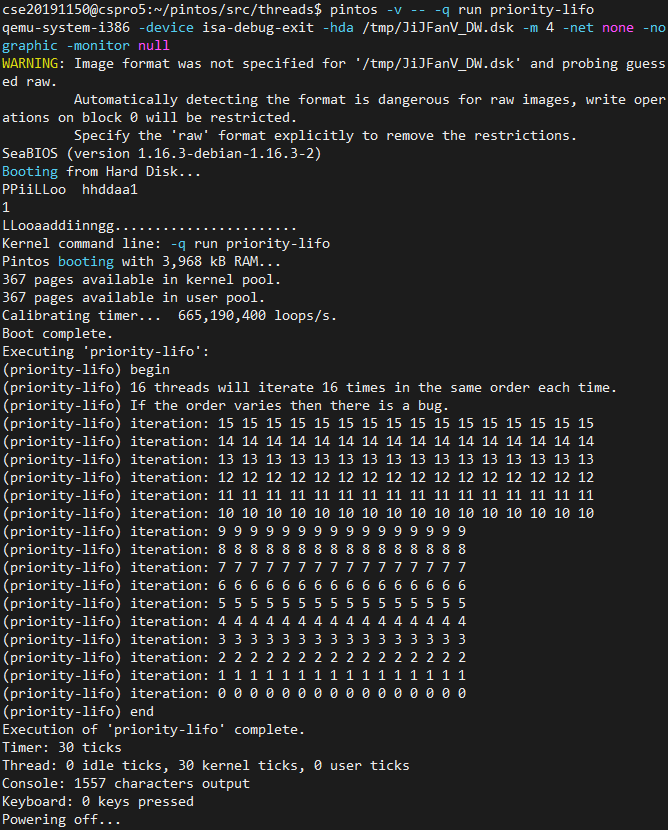 cse20191150@cspro5:~/pintos/src/threads$ pintos -v -- -q run priority-lifo
qemu-system-i386 -device isa-debug-exit -hda /tmp/JiJFanV_DW.dsk -m 4 -net none -no
graphic -monitor null
WARNING: Image format was not specified for '/tmp/JiJFanV_DW.dsk' and probing guess
ed raw.
         Automatically detecting the format is dangerous for raw images, write oper
ations on block 0 will be restricted.
         Specify the 'raw' format explicitly to remove the restrictions.
SeaBIOS (version 1.16.3-debian-1.16.3-2)
Booting from Hard Disk...
PPiiLLoo  hhddaa1
1
LLooaaddiinngg.......................
Kernel command line: -q run priority-lifo
Pintos booting with 3,968 kB RAM...
367 pages available in kernel pool.
367 pages available in user pool.
Calibrating timer...  665,190,400 loops/s.
Boot complete.
Executing 'priority-lifo':
(priority-lifo) begin
(priority-lifo) 16 threads will iterate 16 times in the same order each time.
(priority-lifo) If the order varies then there is a bug.
(priority-lifo) iteration: 15 15 15 15 15 15 15 15 15 15 15 15 15 15 15 15
(priority-lifo) iteration: 14 14 14 14 14 14 14 14 14 14 14 14 14 14 14 14
(priority-lifo) iteration: 13 13 13 13 13 13 13 13 13 13 13 13 13 13 13 13
(priority-lifo) iteration: 12 12 12 12 12 12 12 12 12 12 12 12 12 12 12 12
(priority-lifo) iteration: 11 11 11 11 11 11 11 11 11 11 11 11 11 11 11 11
(priority-lifo) iteration: 10 10 10 10 10 10 10 10 10 10 10 10 10 10 10 10
(priority-lifo) iteration: 9 9 9 9 9 9 9 9 9 9 9 9 9 9 9 9
(priority-lifo) iteration: 8 8 8 8 8 8 8 8 8 8 8 8 8 8 8 8
(priority-lifo) iteration: 7 7 7 7 7 7 7 7 7 7 7 7 7 7 7 7
(priority-lifo) iteration: 6 6 6 6 6 6 6 6 6 6 6 6 6 6 6 6
(priority-lifo) iteration: 5 5 5 5 5 5 5 5 5 5 5 5 5 5 5 5
(priority-lifo) iteration: 4 4 4 4 4 4 4 4 4 4 4 4 4 4 4 4
(priority-lifo) iteration: 3 3 3 3 3 3 3 3 3 3 3 3 3 3 3 3
(priority-lifo) iteration: 2 2 2 2 2 2 2 2 2 2 2 2 2 2 2 2
(priority-lifo) iteration: 1 1 1 1 1 1 1 1 1 1 1 1 1 1 1 1
(priority-lifo) iteration: 0 0 0 0 0 0 0 0 0 0 0 0 0 0 0 0
(priority-lifo) end
Execution of 'priority-lifo' complete.
Timer: 30 ticks
Thread: 0 idle ticks, 30 kernel ticks, 0 user ticks
Console: 1557 characters output
Keyboard: 0 keys pressed
Powering off...